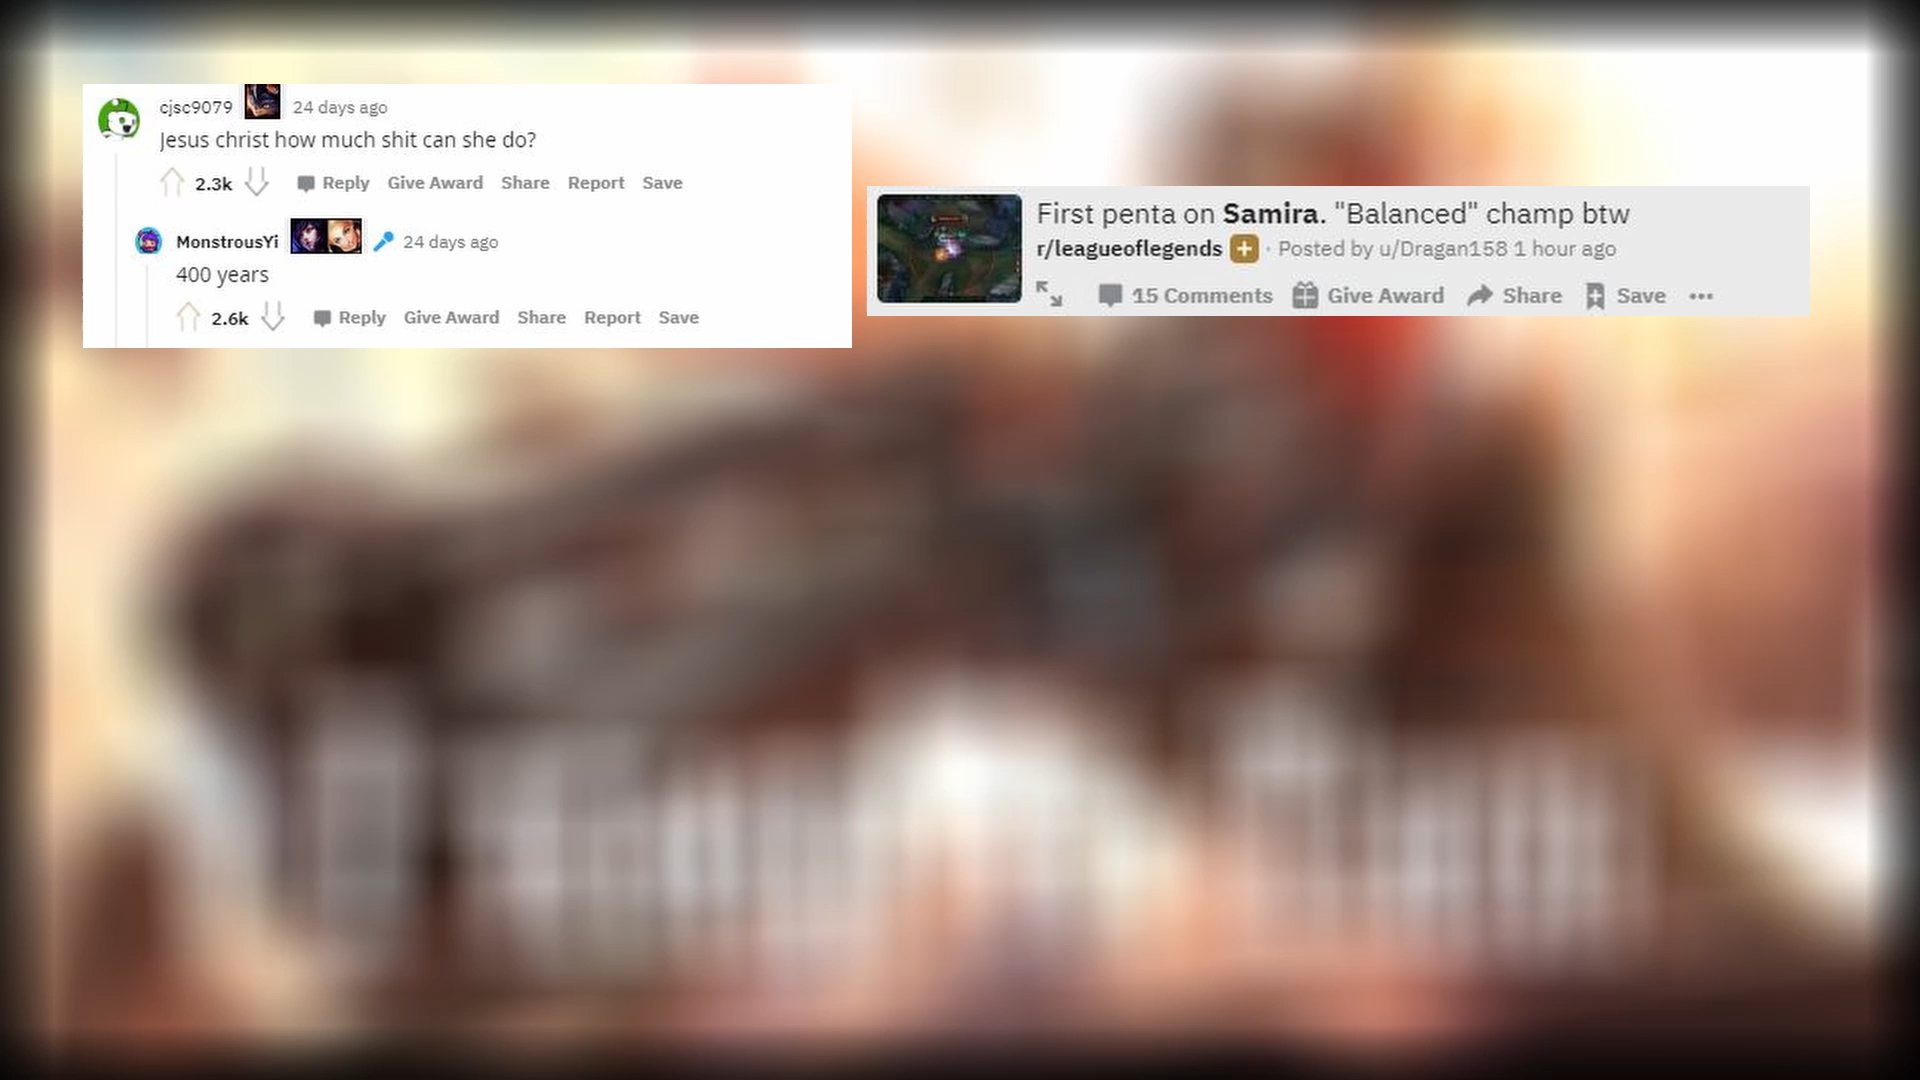 cjsc9079 24 days ago
Jesus christ how much shit can she do?
2.3k Reply Give Award Share Report Save
MonstrousYi 24 days ago
400 years
2.6k Reply Give Award Share Report Save
First penta on Samira. "Balanced" champ btw
r/leagueoflegends · Posted by u/Dragan158 1 hour ago
15 Comments Give Award Share Save